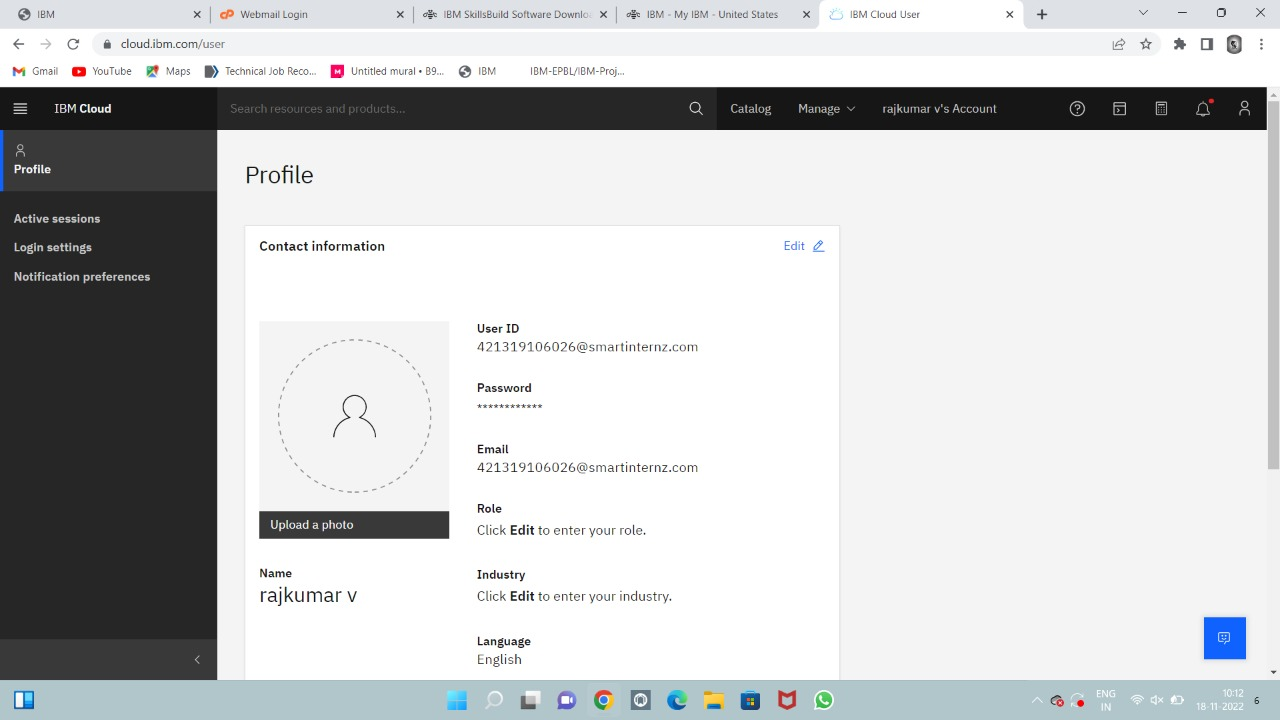 IBM
Webmail Login
IBM SkillsBuild Software Downlo
IBM - My IBM - United States
IBM Cloud User
cloud.ibm.com/user
Gmail
YouTube
Maps
Technical Job Reco...
Untitled mural • B9...
IBM
IBM-EPBL/IBM-Proj...
IBM Cloud
Search resources and products...
Catalog
Manage
rajkumar v's Account
Profile
Active sessions
Login settings
Notification preferences
Profile
Contact information
Edit
User ID
421319106026@smartinternz.com
Password
************
Email
421319106026@smartinternz.com
Role
Click Edit to enter your role.
Upload a photo
Name
rajkumar v
Industry
Click Edit to enter your industry.
Language
English
ENG
IN
10:12
18-11-2022
6